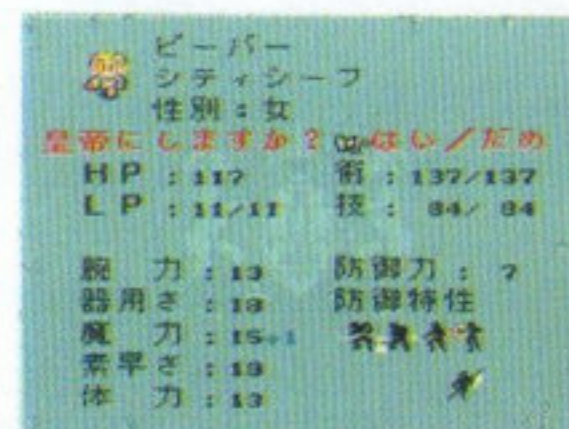 ビーバー
シティシーフ
性別：女
皇帝にしますか？ はい／だめ
HP：117 術：137/137
LP：11/11 技： 84/ 84
腕 力：13 防御力： 7
器用さ：18 防御特性
魔 力：15+1
素早さ：18
体 力：13